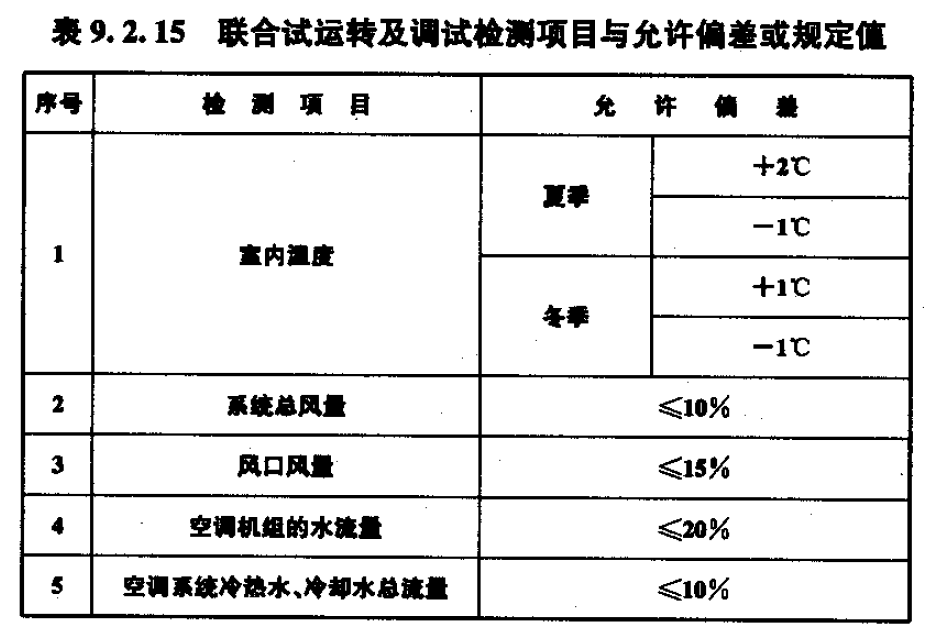 表9.2.15 联合试运转及调试检测项目与允许偏差或规定值
序号 检测项目 允许偏差
1 室内温度 夏季 +2℃
-1℃
冬季 +1℃
-1℃
2 系统总风量 ≤10%
3 风口风量 ≤15%
4 空调机组的水流量 ≤20%
5 空调系统冷热水、冷却水总流量 ≤10%